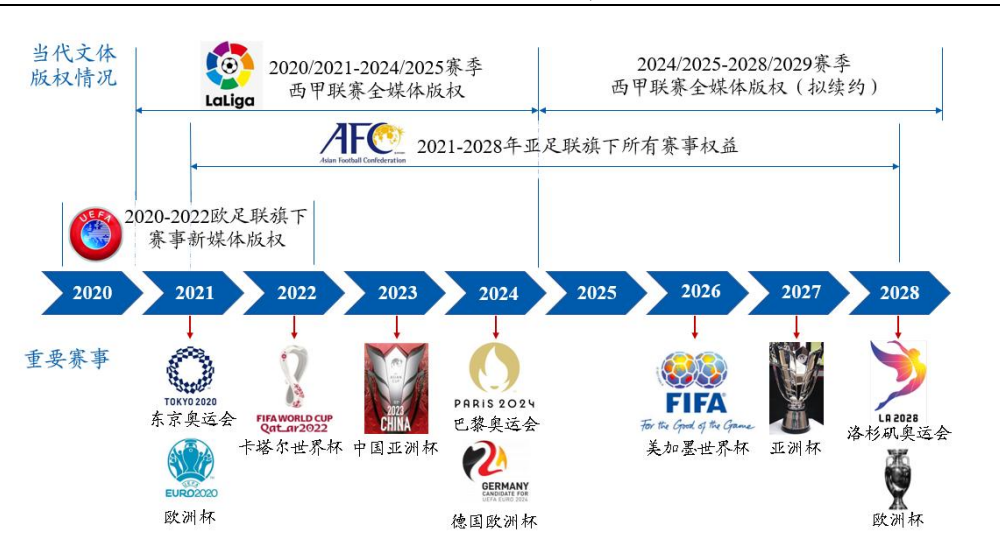 当代文体
版权情况
LaLiga
2020/2021-2024/2025赛季
西甲联赛全媒体版权
2024/2025-2028/2029赛季
西甲联赛全媒体版权（拟续约）
AFC
Asian Football Confederation
2021-2028年亚足联旗下所有赛事权益
UEFA
2020-2022欧足联旗下
赛事新媒体版权
2020
2021
2022
2023
2024
2025
2026
2027
2028
重要赛事
TOKYO 2020
东京奥运会
FIFA WORLD CUP
Qatar2022
卡塔尔世界杯
2023
CHINA
中国亚洲杯
PARIS 2024
巴黎奥运会
FIFA
For the Good of the Game
美加墨世界杯
亚洲杯
LA2028
洛杉矶奥运会
EURO2020
欧洲杯
GERMANY
CANDIDATE FOR
UEFA EURO 2024
德国欧洲杯
欧洲杯